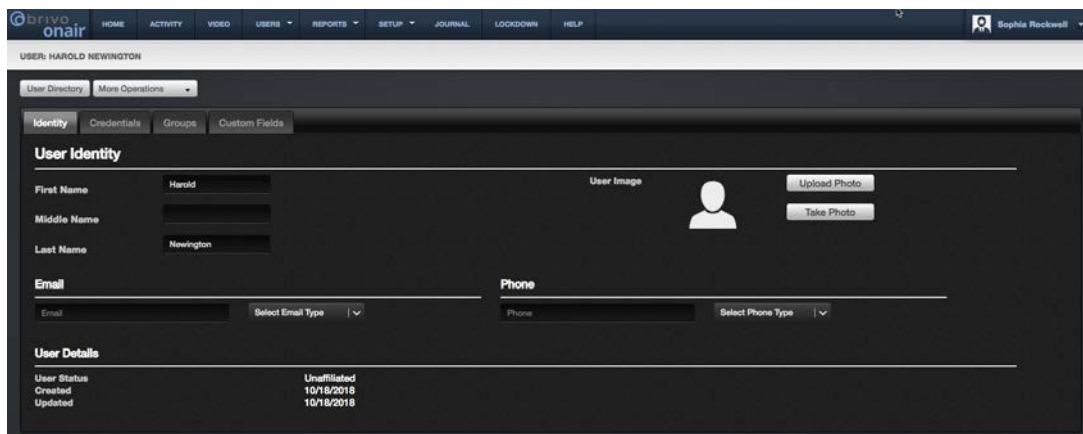 brivo onair HOME ACTIVITY VIDEO USERS REPORTS SETUP JOURNAL LOCKDOWN HELP Sophia Rockwell
USER: HAROLD NEWINGTON
User Directory More Operations
Identity Credentials Groups Custom Fields
User Identity
First Name Harold User Image Upload Photo
Middle Name Take Photo
Last Name Newington
Email Phone
Email Select Email Type Phone Select Phone Type
User Details
User Status Unaffiliated
Created 10/18/2018
Updated 10/18/2018